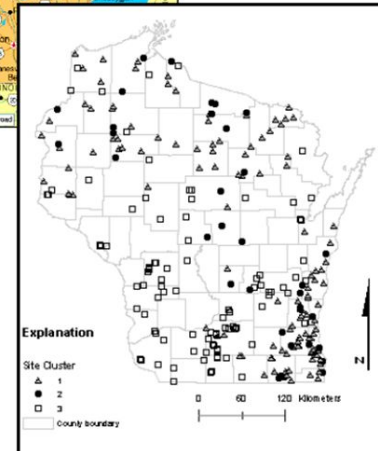 Explanation
Site Cluster
1
2
3
County boundary
0 60 120 Kilometers
N